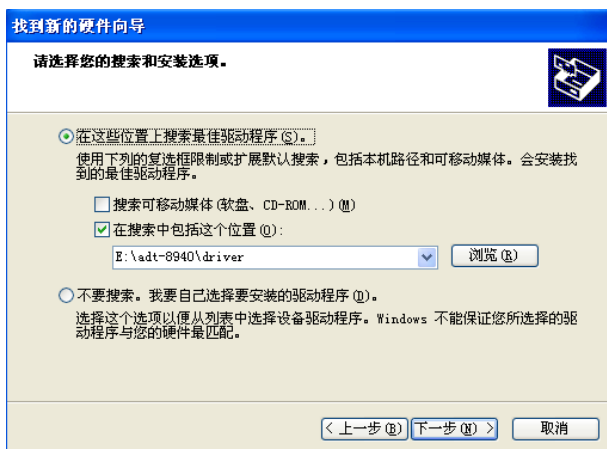 找到新的硬件向导
请选择您的搜索和安装选项。
在这些位置上搜索最佳驱动程序(S)。
使用下列的复选框限制或扩展默认搜索，包括本机路径和可移动媒体。会安装找
到的最佳驱动程序。
搜索可移动媒体(软盘、CD-ROM...)(M)
在搜索中包括这个位置(O):
E:\adt-8940\driver
浏览(R)
不要搜索。我要自己选择要安装的驱动程序(D)。
选择这个选项以便从列表中选择设备驱动程序。Windows 不能保证您所选择的驱
动程序与您的硬件最匹配。
< 上一步(B) 下一步(N) > 取消